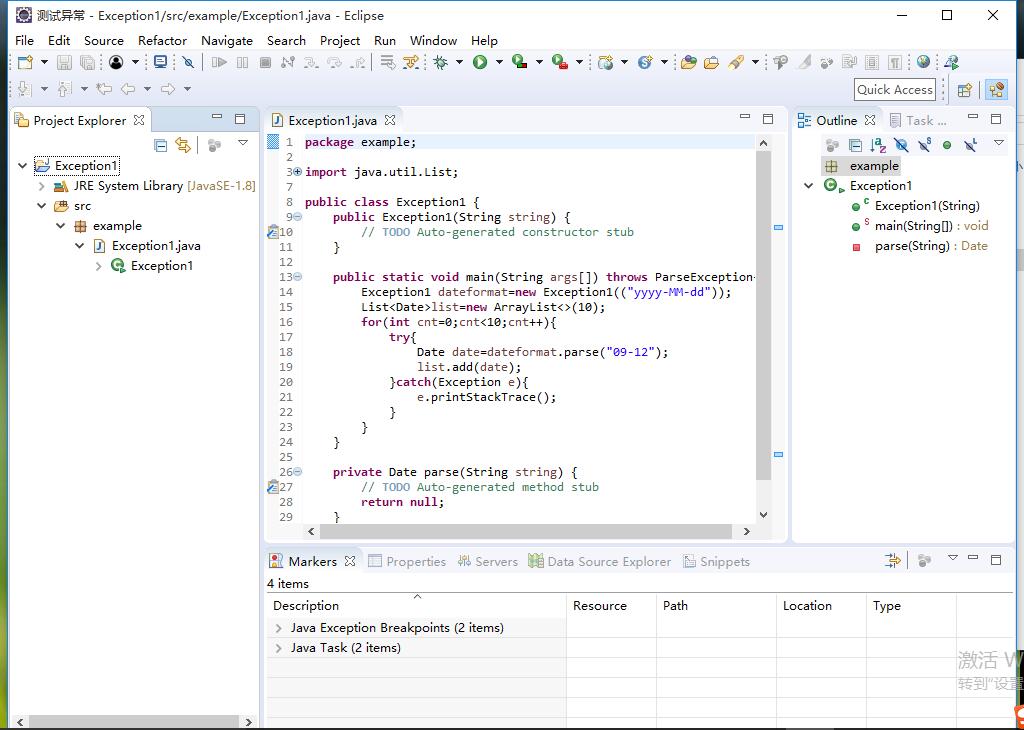 测试异常 - Exception1/src/example/Exception1.java - Eclipse
File Edit Source Refactor Navigate Search Project Run Window Help
Quick Access
Project Explorer
Exception1
JRE System Library [JavaSE-1.8]
src
example
Exception1.java
Exception1
Exception1.java
1 package example;
2
3 import java.util.List;
7
8 public class Exception1 {
9 public Exception1(String string) {
10 // TODO Auto-generated constructor stub
11 }
12
13 public static void main(String args[]) throws ParseException
14 Exception1 dateformat=new Exception1(("yyyy-MM-dd"));
15 List<Date>list=new ArrayList<>(10);
16 for(int cnt=0;cnt<10;cnt++){
17 try{
18 Date date=dateformat.parse("09-12");
19 list.add(date);
20 }catch(Exception e){
21 e.printStackTrace();
22 }
23 }
24 }
25
26 private Date parse(String string) {
27 // TODO Auto-generated method stub
28 return null;
29 }
Outline Task ...
example
Exception1
Exception1(String)
main(String[]) : void
parse(String) : Date
Markers Properties Servers Data Source Explorer Snippets
4 items
Description Resource Path Location Type
Java Exception Breakpoints (2 items)
Java Task (2 items)
激活 W
转到"设置